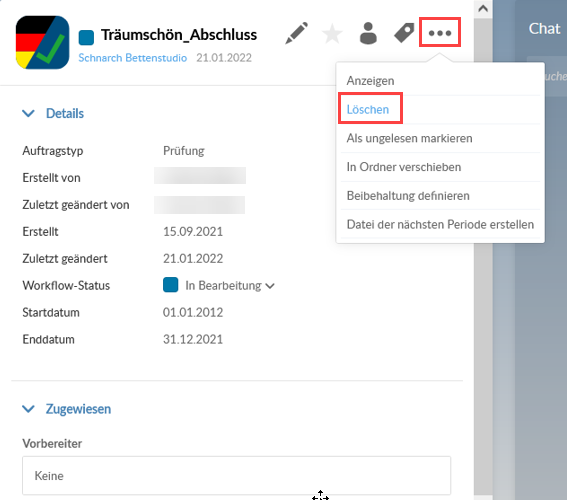 Träumschön_Abschluss
Schnarch Bettenstudio 21.01.2022
Chat
Anzeigen
Löschen
Als ungelesen markieren
In Ordner verschieben
Beibehaltung definieren
Datei der nächsten Periode erstellen
Details
Auftragstyp Prüfung
Erstellt von
Zuletzt geändert von
Erstellt 15.09.2021
Zuletzt geändert 21.01.2022
Workflow-Status In Bearbeitung
Startdatum 01.01.2012
Enddatum 31.12.2021
Zugewiesen
Vorbereiter
Keine